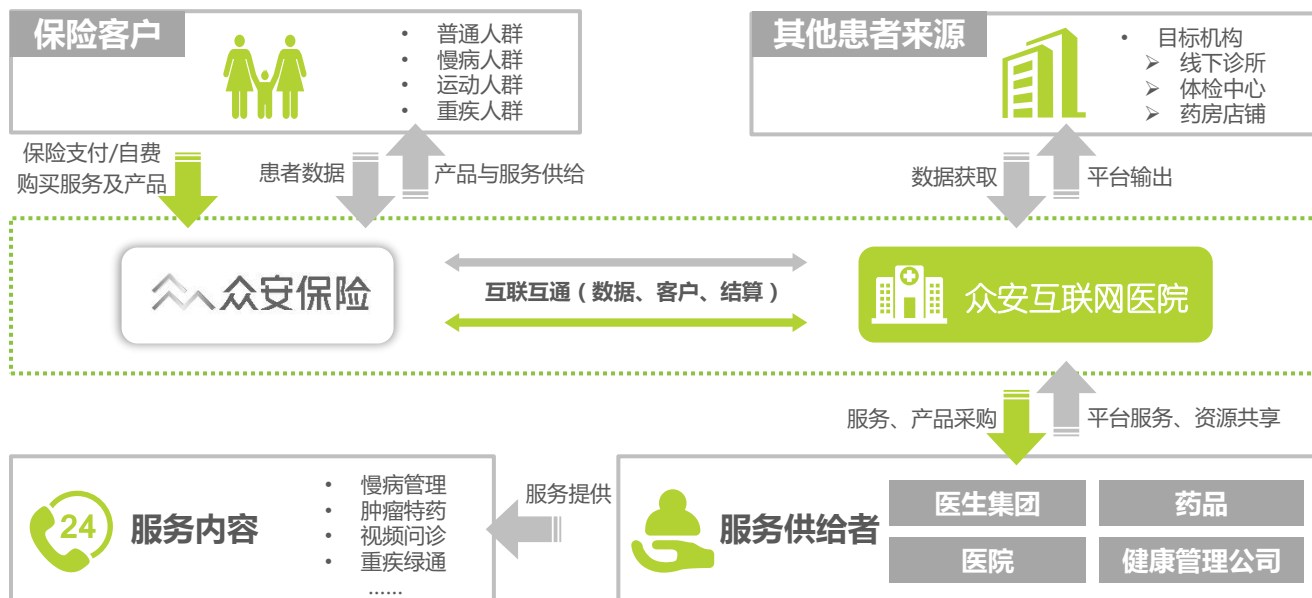 保险客户
• 普通人群
• 慢病人群
• 运动人群
• 重疾人群
其他患者来源
• 目标机构
➢ 线下诊所
➢ 体检中心
➢ 药房店铺
保险支付/自费
购买服务及产品
患者数据
产品与服务供给
数据获取
平台输出
众安保险
互联互通（数据、客户、结算）
众安互联网医院
服务、产品采购
平台服务、资源共享
24
服务内容
• 慢病管理
• 肿瘤特药
• 视频问诊
• 重疾绿通
......
服务提供
服务供给者
医生集团
药品
医院
健康管理公司